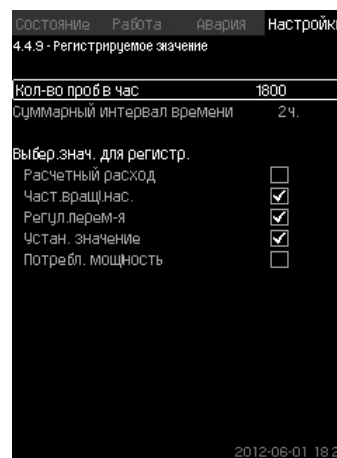 Состояние Работа Авария Настройки
4.4.9 - Регистрируемое значение
Кол-во проб в час 1800
Суммарный интервал времени 2ч.
Выбер.знач. для регистр.
Расчетный расход
Част.вращ.нас.
Регул.перем-я
Устан. значение
Потребл. мощность
2012-06-01 18:2